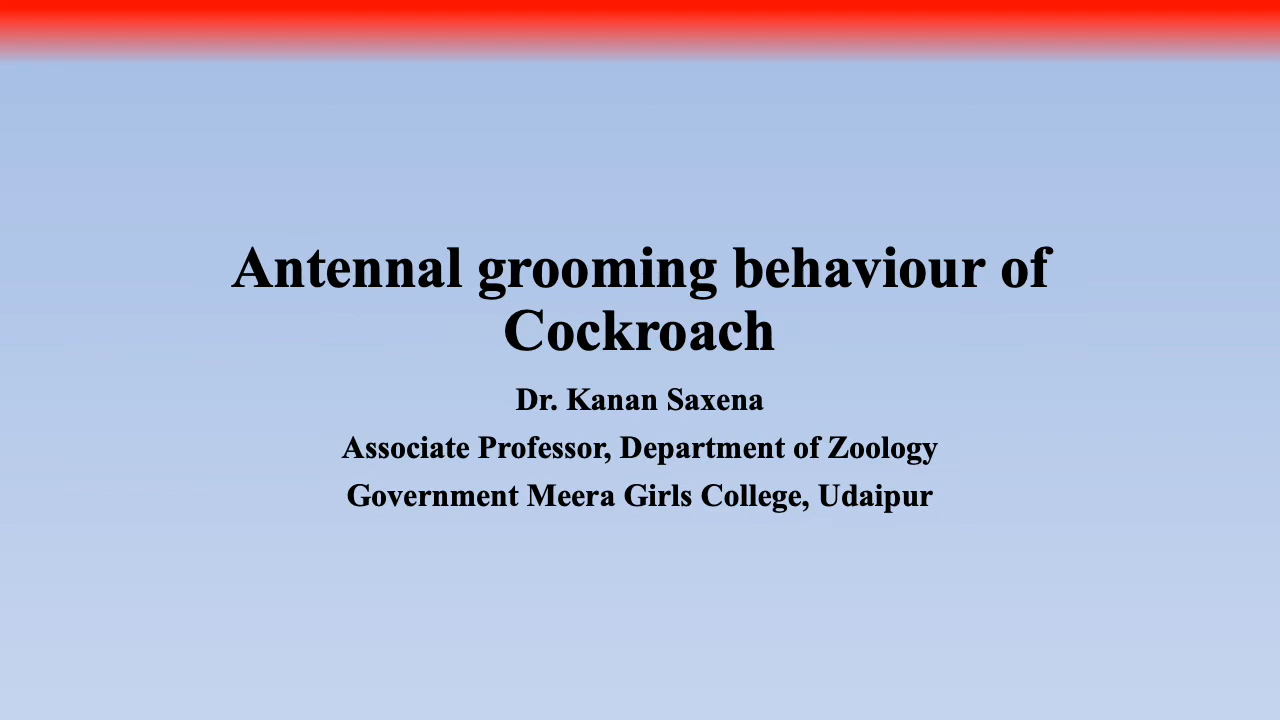 Antennal grooming behaviour of
Cockroach
Dr. Kanan Saxena
Associate Professor, Department of Zoology
Government Meera Girls College, Udaipur